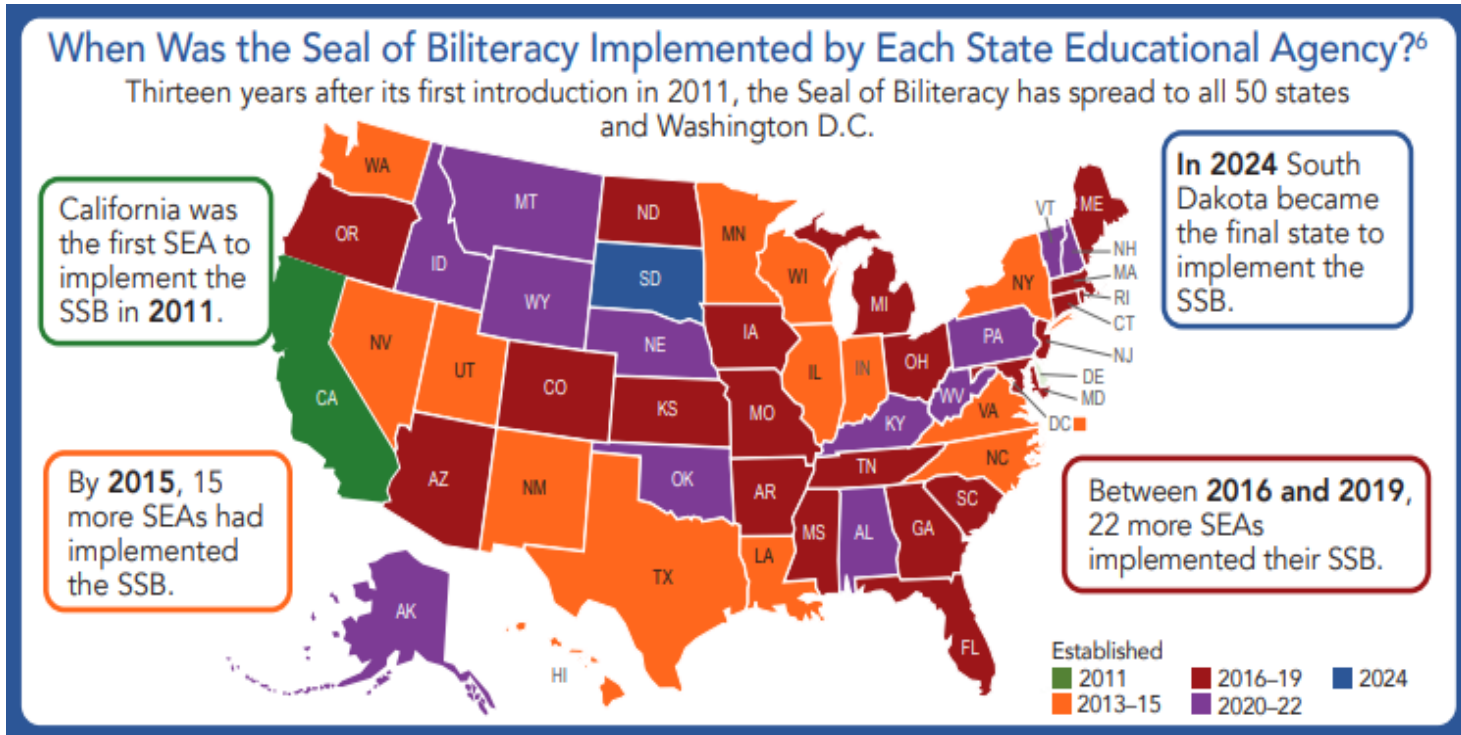 When Was the Seal of Biliteracy Implemented by Each State Educational Agency?⁶
Thirteen years after its first introduction in 2011, the Seal of Biliteracy has spread to all 50 states
and Washington D.C.
California was
the first SEA to
implement the
SSB in 2011.
In 2024 South
Dakota became
the final state to
implement the
SSB.
By 2015, 15
more SEAs had
implemented
the SSB.
Between 2016 and 2019,
22 more SEAs
implemented their SSB.
WA
MT
ND
MN
VT
ME
OR
ID
SD
WI
NY
NH
MA
WY
MI
RI
CT
NV
NE
IA
PA
NJ
UT
CO
IL
IN
OH
DE
CA
KS
MO
KY
WV
VA
MD
DC
AZ
NM
OK
AR
TN
NC
SC
TX
LA
MS
AL
GA
AK
HI
FL
Established
2011
2016–19
2024
2013–15
2020–22